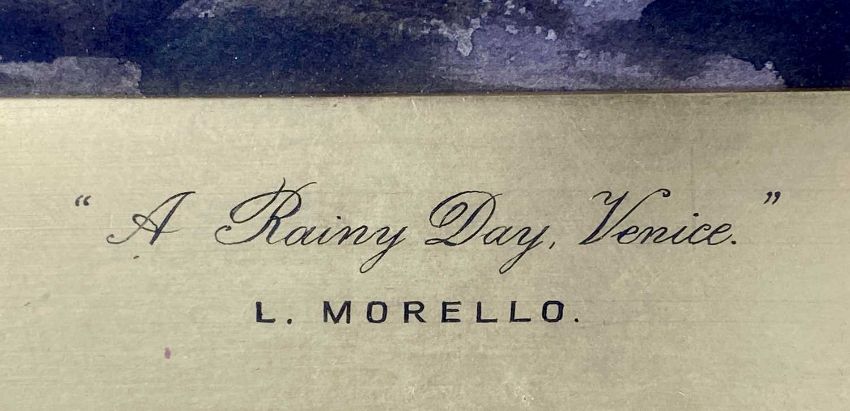 “ A Rainy Day, Venice. ”
L. MORELLO.